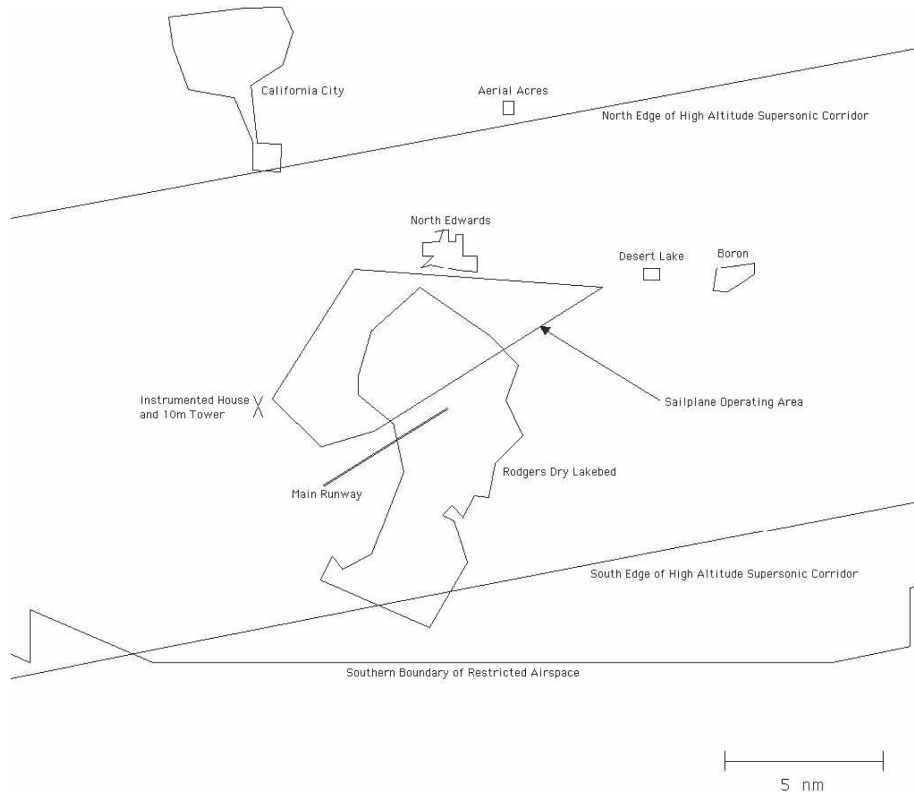 California City
Aerial Acres
North Edge of High Altitude Supersonic Corridor
North Edwards
Desert Lake
Boron
Instrumented House
and 10m Tower
Sailplane Operating Area
Main Runway
Rodgers Dry Lakebed
South Edge of High Altitude Supersonic Corridor
Southern Boundary of Restricted Airspace
5 nm